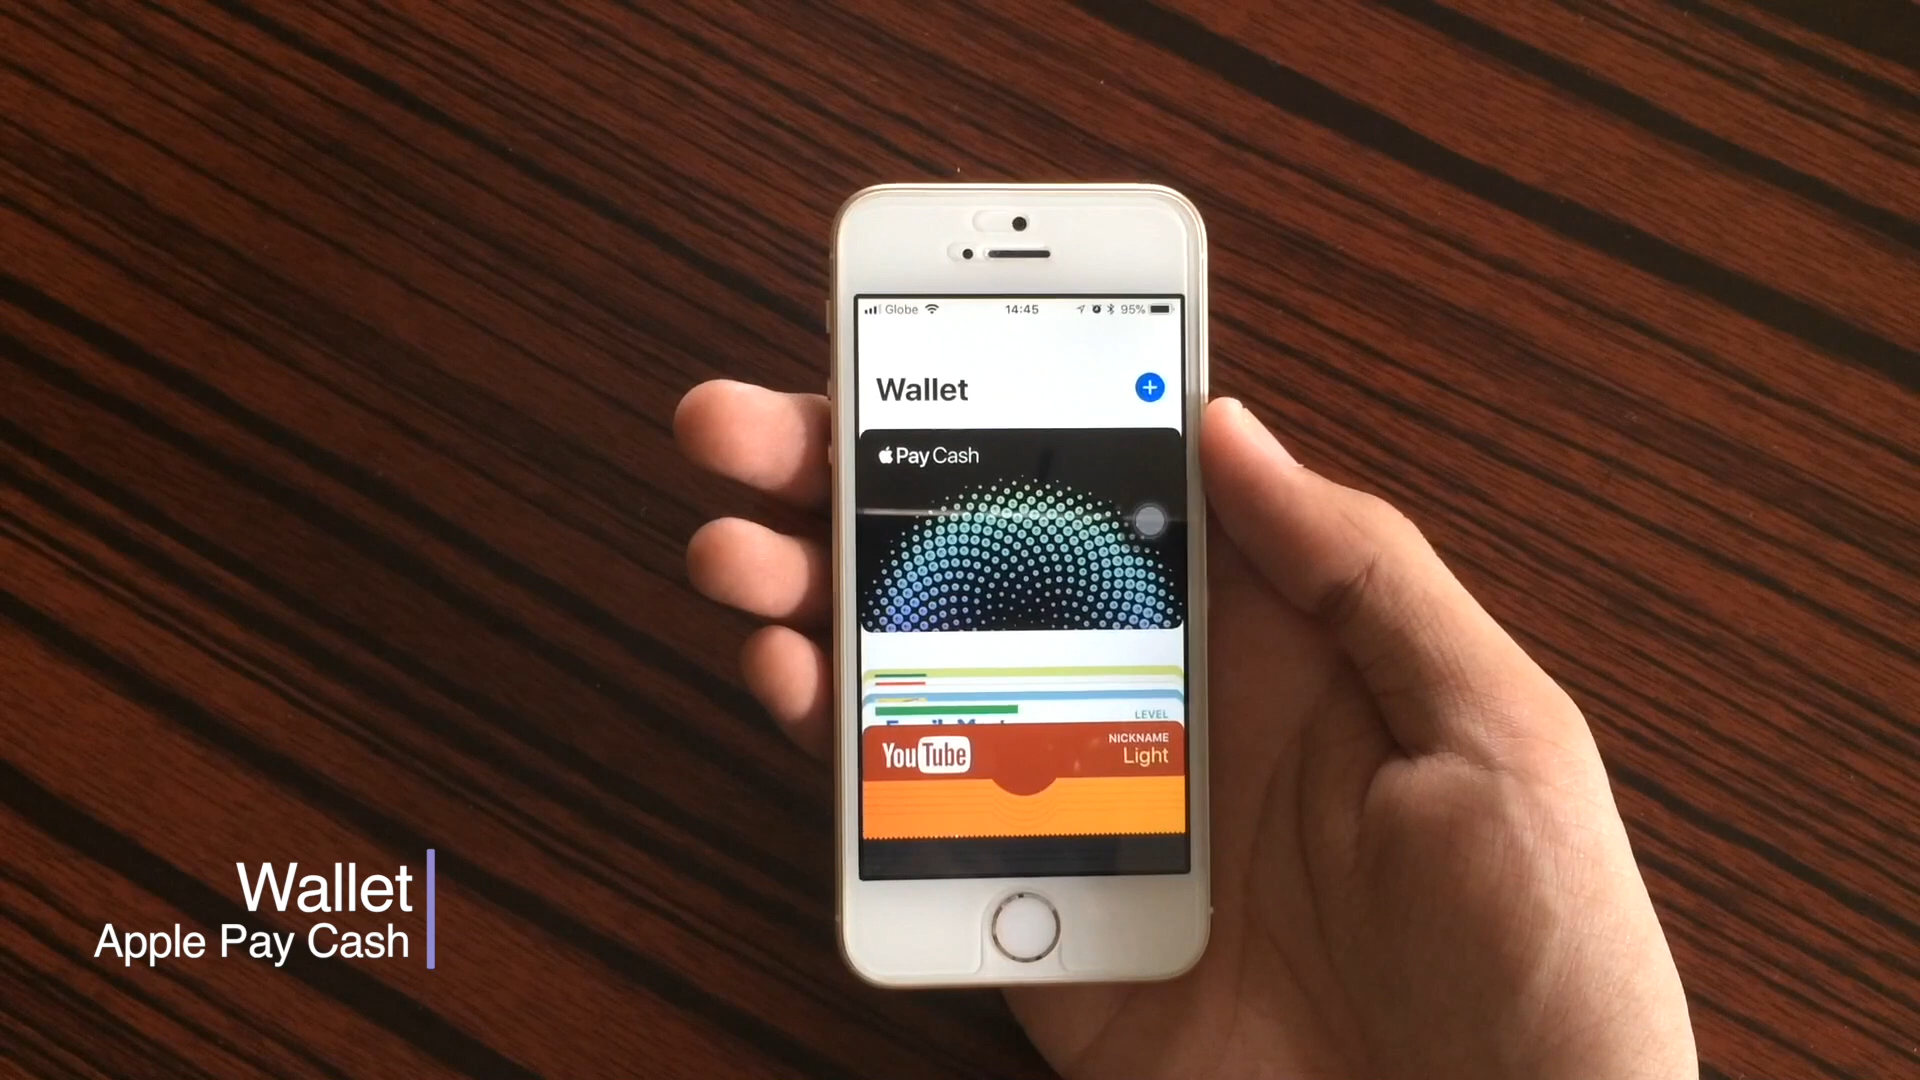 Globe
14:45
95%
Wallet
Pay Cash
LEVEL
YouTube
NICKNAME
Light
Wallet
Apple Pay Cash